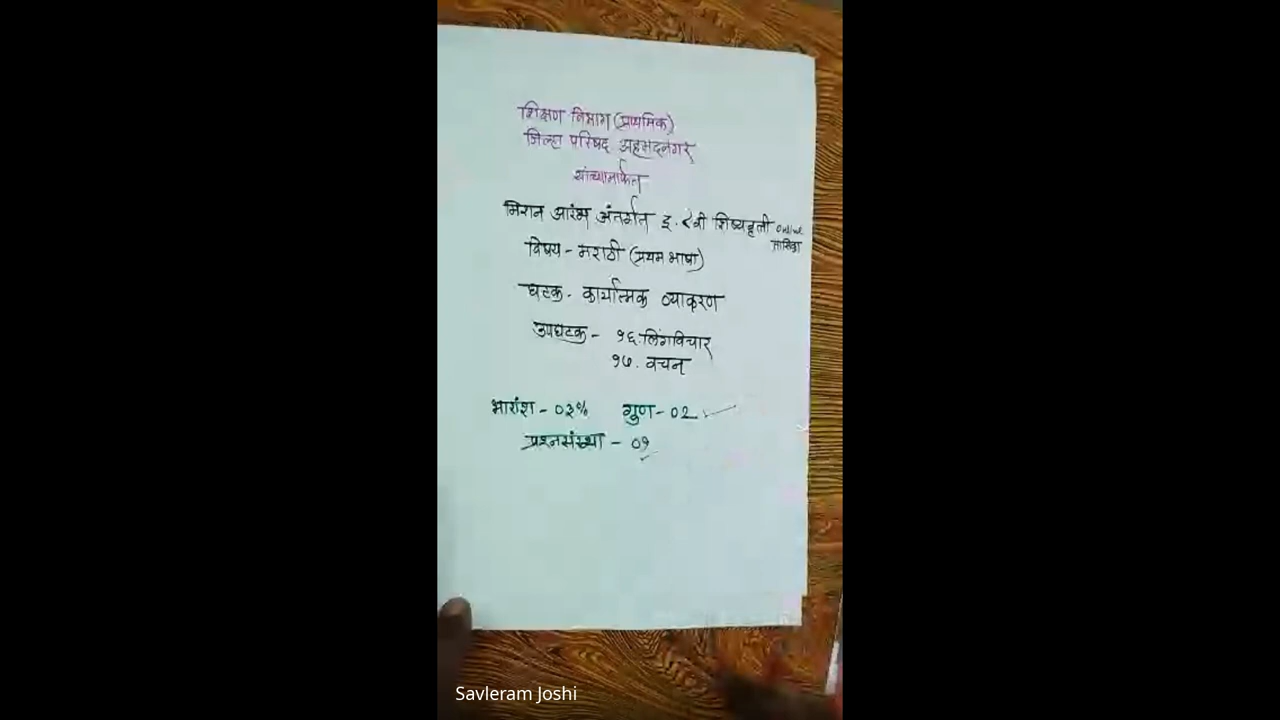 शिक्षण विभाग (प्राथमिक)
जिल्हा परिषद अहमदनगर
यांच्यामार्फत
मिशन आरंभ अंतर्गत इ. ८वी शिष्यवृत्ती online
तासिका
विषय - मराठी (प्रथम भाषा)
घटक - कार्यात्मक व्याकरण
उपघटक - १६. लिंगविचार
१७. वचन
भारांश - ०३% गुण - ०२
प्रश्नसंख्या - ०१
Savleram Joshi